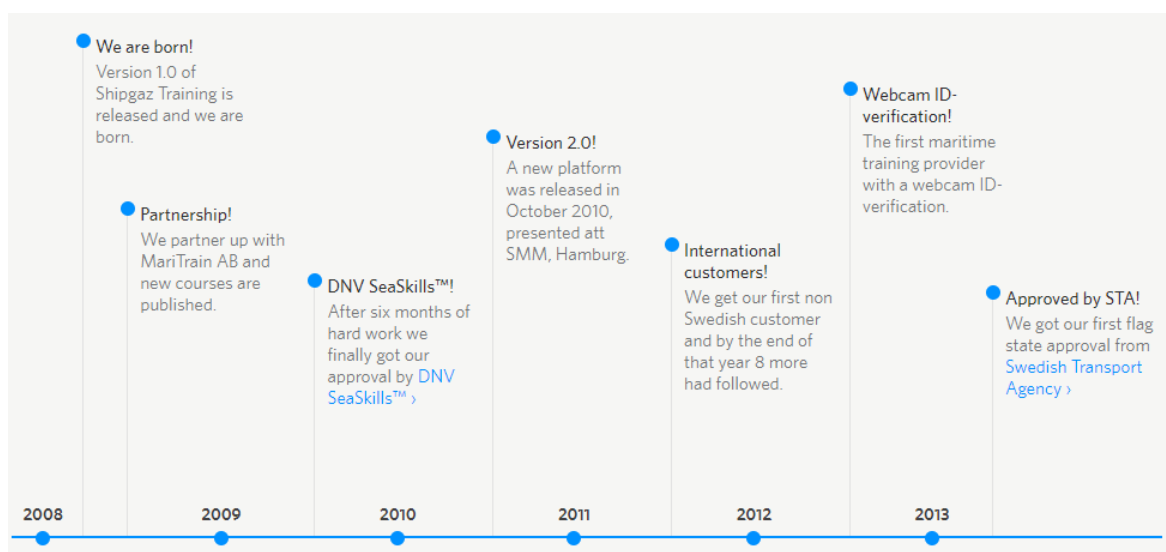 We are born!
Version 1.0 of
Shipgaz Training is
released and we are
born.
Partnership!
We partner up with
MariTrain AB and
new courses are
published.
DNV SeaSkills™!
After six months of
hard work we
finally got our
approval by DNV
SeaSkills™ ›
Version 2.0!
A new platform
was released in
October 2010,
presented att
SMM, Hamburg.
International
customers!
We get our first non
Swedish customer
and by the end of
that year 8 more
had followed.
Webcam ID-
verification!
The first maritime
training provider
with a webcam ID-
verification.
Approved by STA!
We got our first flag
state approval from
Swedish Transport
Agency ›
2008 2009 2010 2011 2012 2013